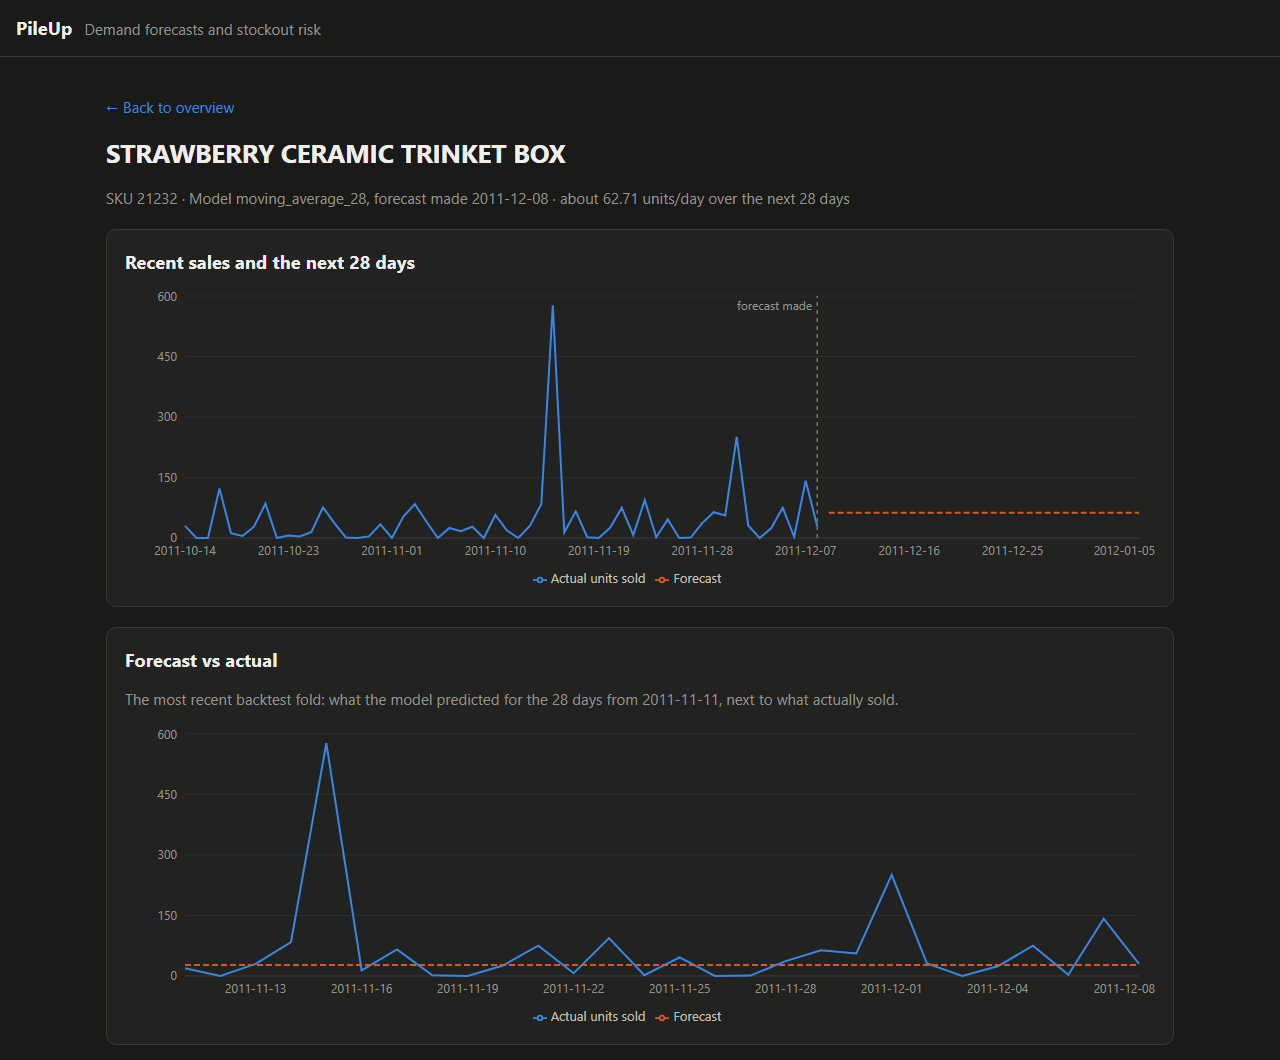 PileUp Demand forecasts and stockout risk
← Back to overview
STRAWBERRY CERAMIC TRINKET BOX
SKU 21232 · Model moving_average_28, forecast made 2011-12-08 · about 62.71 units/day over the next 28 days
Recent sales and the next 28 days
600
forecast made
450
300
150
0
2011-10-14 2011-10-23 2011-11-01 2011-11-10 2011-11-19 2011-11-28 2011-12-07 2011-12-16 2011-12-25 2012-01-05
Actual units sold Forecast
Forecast vs actual
The most recent backtest fold: what the model predicted for the 28 days from 2011-11-11, next to what actually sold.
600
450
300
150
0
2011-11-13 2011-11-16 2011-11-19 2011-11-22 2011-11-25 2011-11-28 2011-12-01 2011-12-04 2011-12-08
Actual units sold Forecast